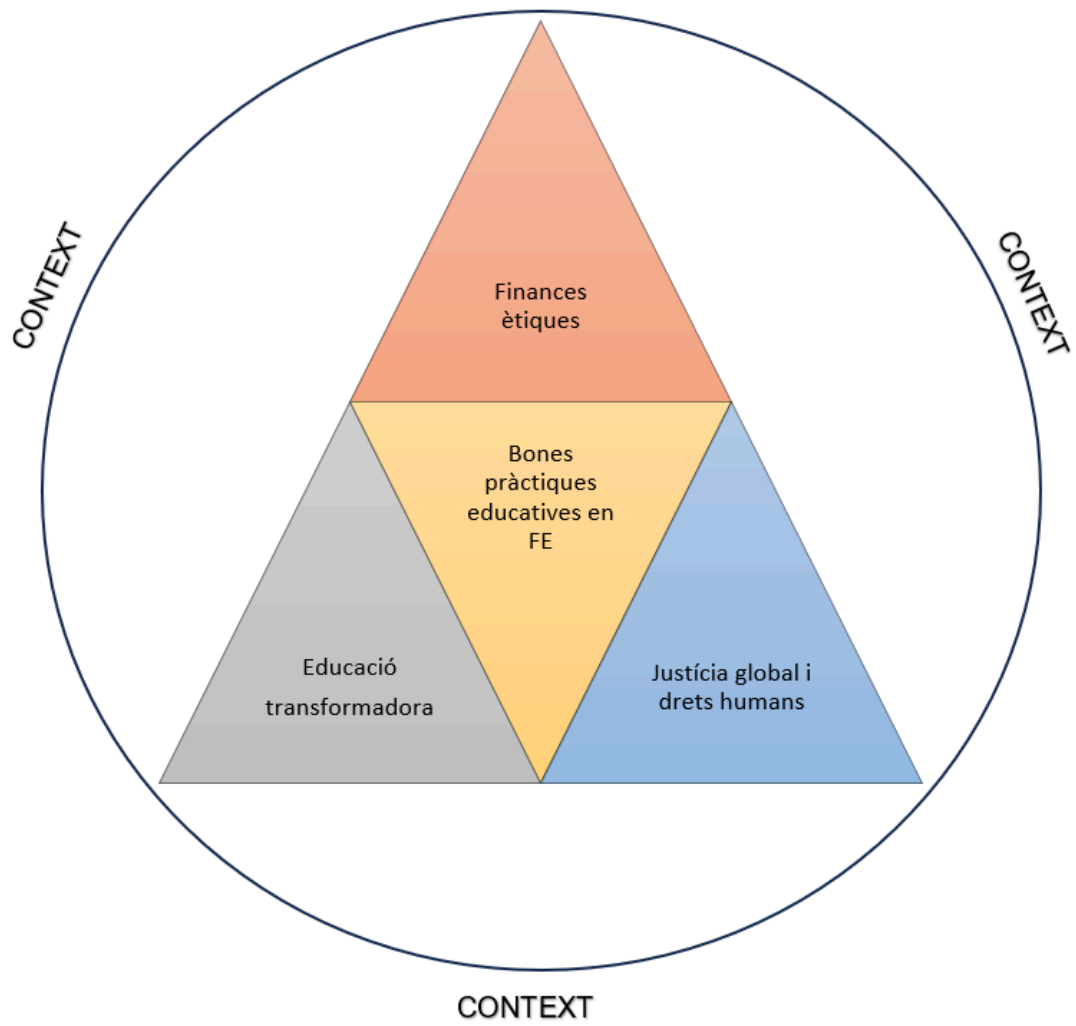 CONTEXT
CONTEXT
Finances
ètiques
Bones
pràctiques
educatives en
FE
Educació
transformadora
Justícia global i
drets humans
CONTEXT